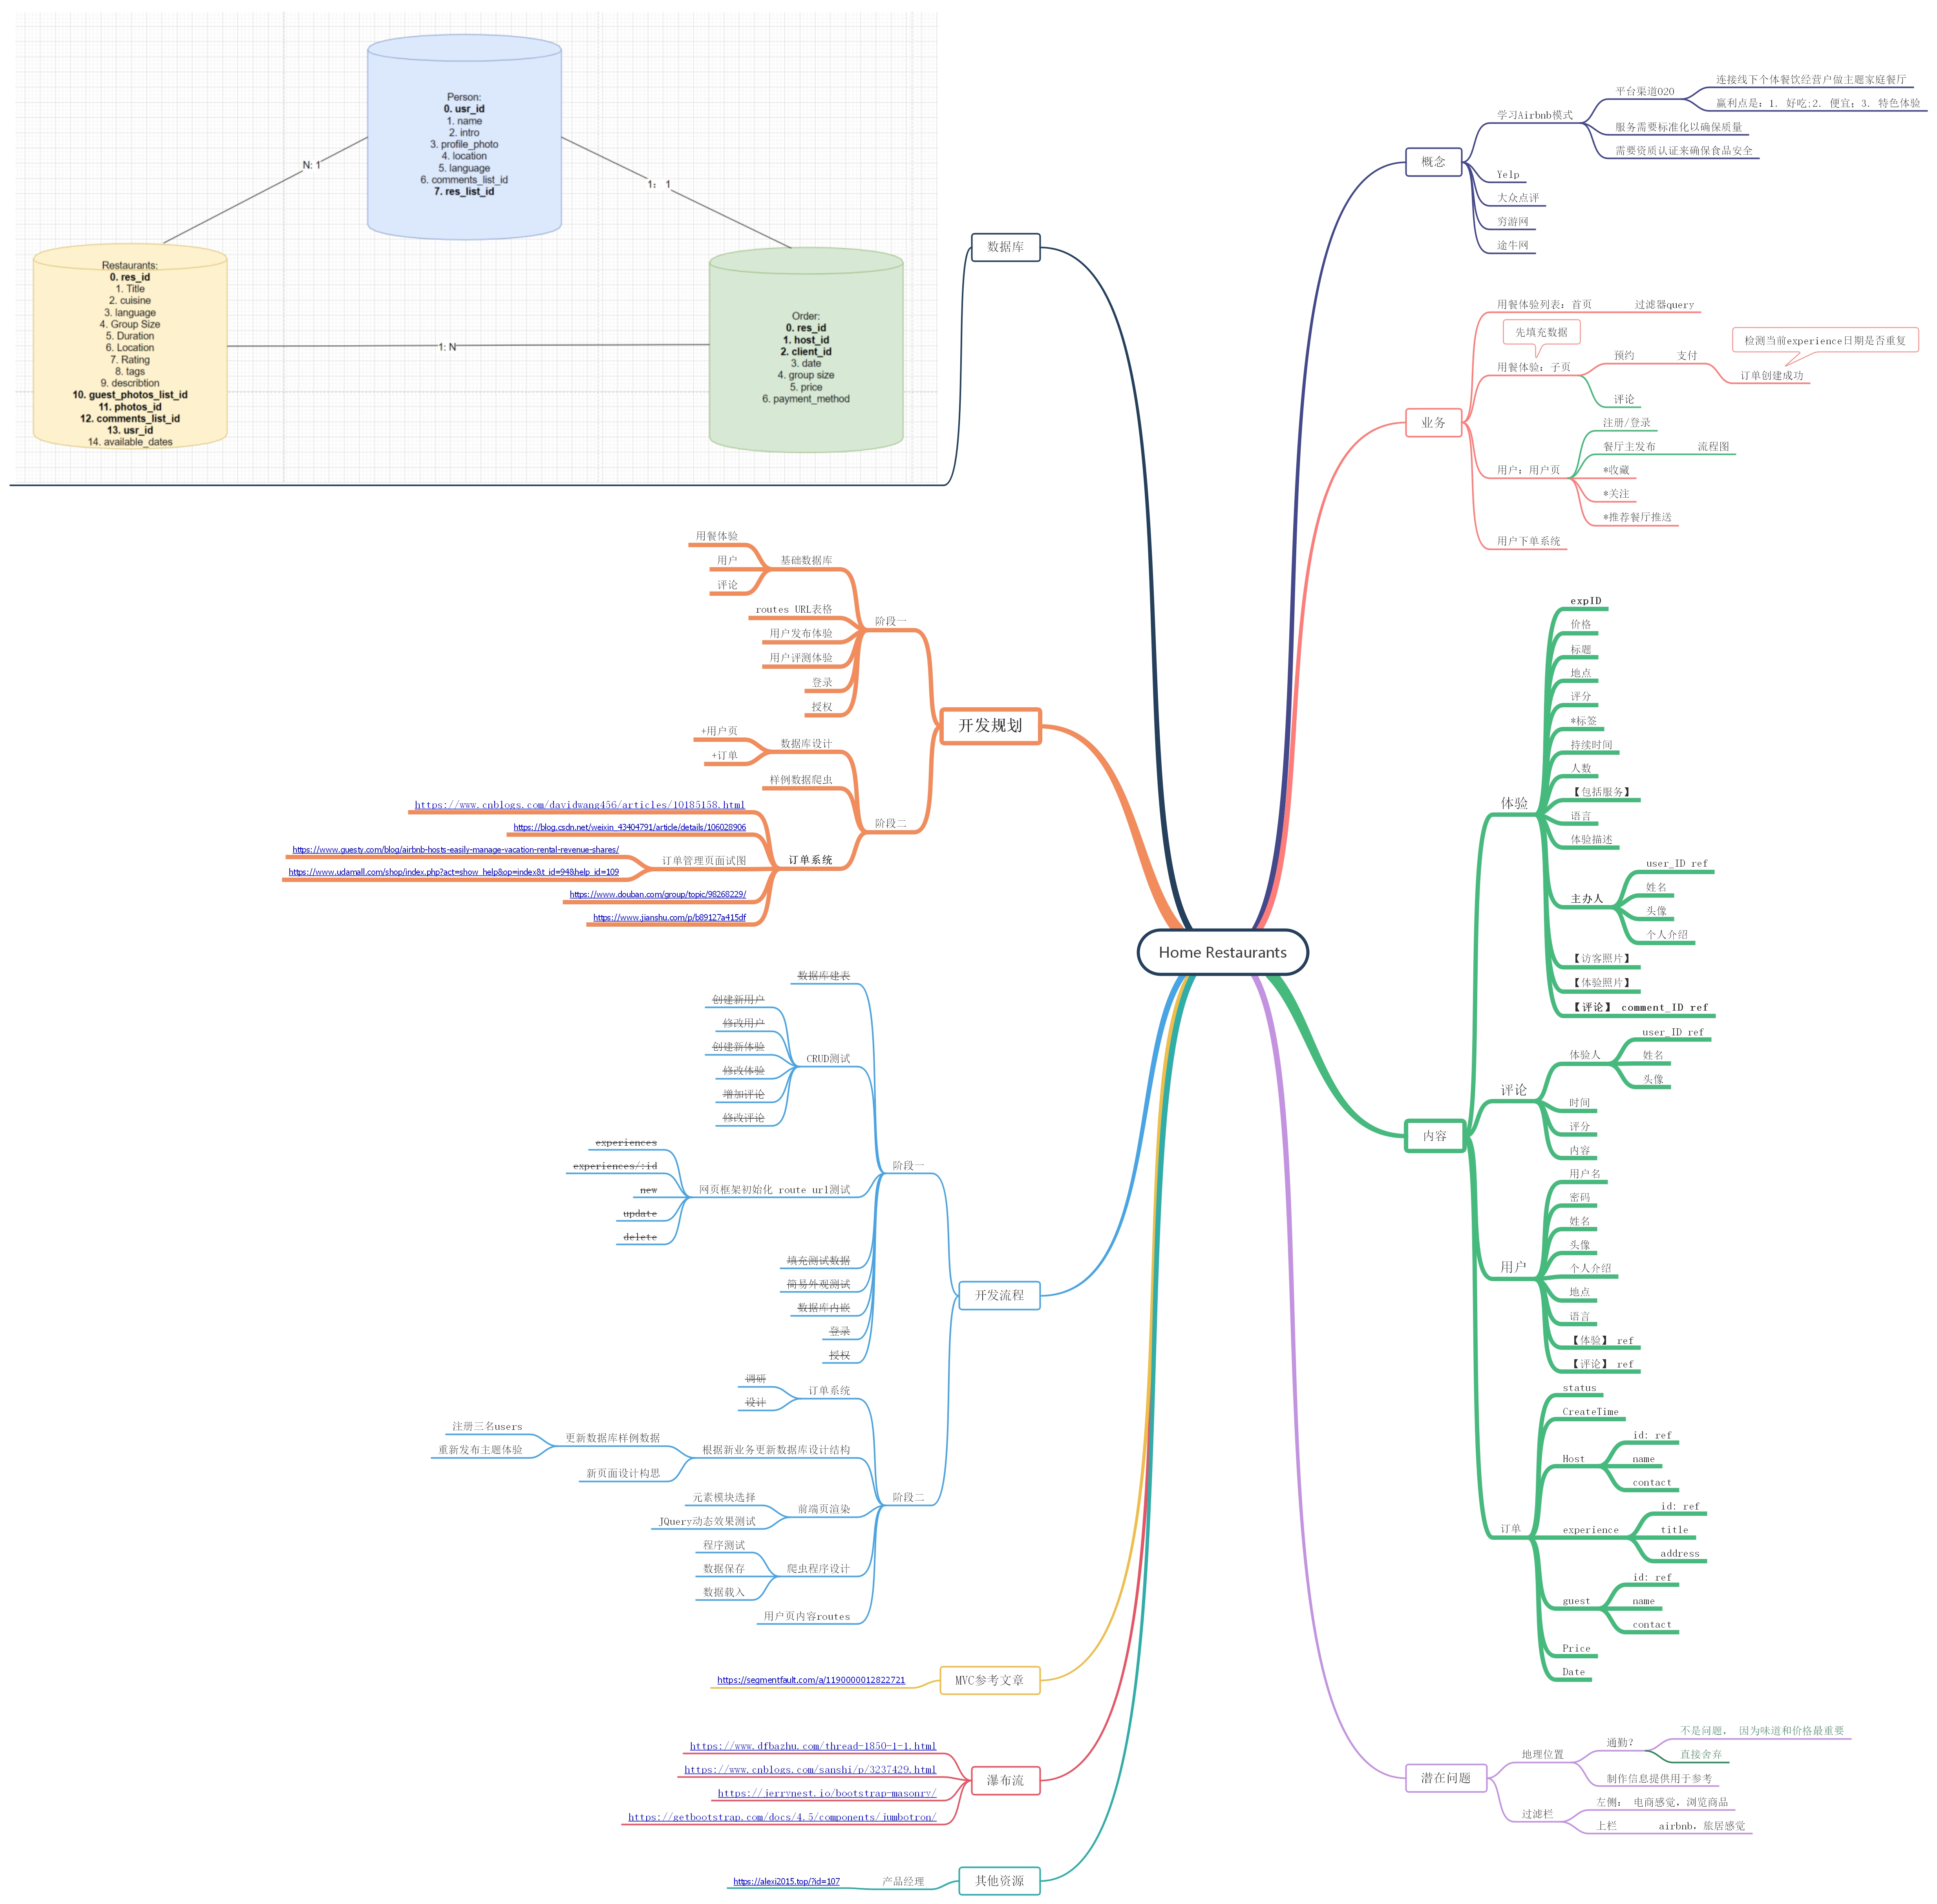 Person:
0. usr_id
1. name
2. intro
3. profile_photo
4. location
5. language
6. comments_list_id
7. res_list_id
N: 1
1： 1
1: N
Restaurants:
0. res_id
1. Title
2. cuisine
3. language
4. Group Size
5. Duration
6. Location
7. Rating
8. tags
9. describtion
10. guest_photos_list_id
11. photos_id
12. comments_list_id
13. usr_id
14. available_dates
Order:
0. res_id
1. host_id
2. client_id
3. date
4. group size
5. price
6. payment_method
数据库
Home Restaurants
概念
学习Airbnb模式
平台渠道O2O
连接线下个体餐饮经营户做主题家庭餐厅
赢利点是：1. 好吃;2. 便宜；3. 特色体验
服务需要标准化以确保质量
需要资质认证来确保食品安全
Yelp
大众点评
穷游网
途牛网
业务
用餐体验列表：首页
过滤器query
先填充数据
用餐体验：子页
预约
支付
检测当前experience日期是否重复
订单创建成功
评论
用户：用户页
注册/登录
餐厅主发布
流程图
*收藏
*关注
*推荐餐厅推送
用户下单系统
内容
体验
expID
价格
标题
地点
评分
*标签
持续时间
人数
【包括服务】
语言
体验描述
主办人
user_ID ref
姓名
头像
个人介绍
【访客照片】
【体验照片】
【评论】 comment_ID ref
评论
体验人
user_ID ref
姓名
头像
时间
评分
内容
用户
用户名
密码
姓名
头像
个人介绍
地点
语言
【体验】 ref
【评论】 ref
订单
status
CreateTime
Host
id: ref
name
contact
experience
id: ref
title
address
guest
id: ref
name
contact
Price
Date
潜在问题
地理位置
通勤？
不是问题， 因为味道和价格最重要
直接舍弃
制作信息提供用于参考
过滤栏
左侧： 电商感觉，浏览商品
上栏
airbnb，旅居感觉
开发规划
阶段一
基础数据库
用餐体验
用户
评论
routes URL表格
用户发布体验
用户评测体验
登录
授权
阶段二
数据库设计
+用户页
+订单
样例数据爬虫
订单系统
https://www.cnblogs.com/davidwang456/articles/10185158.html
https://blog.csdn.net/weixin_43404791/article/details/106028906
订单管理页面试图
https://www.guesty.com/blog/airbnb-hosts-easily-manage-vacation-rental-revenue-shares/
https://www.udamall.com/shop/index.php?act=show_help&op=index&t_id=94&help_id=109
https://www.douban.com/group/topic/98268229/
https://www.jianshu.com/p/b89127a415df
开发流程
阶段一
数据库建表
CRUD测试
创建新用户
修改用户
创建新体验
修改体验
增加评论
修改评论
网页框架初始化 route url测试
experiences
experiences/:id
new
update
delete
填充测试数据
简易外观测试
数据库内嵌
登录
授权
阶段二
订单系统
调研
设计
根据新业务更新数据库设计结构
更新数据库样例数据
注册三名users
重新发布主题体验
新页面设计构思
前端页渲染
元素模块选择
JQuery动态效果测试
爬虫程序设计
程序测试
数据保存
数据载入
用户页内容routes
MVC参考文章
https://segmentfault.com/a/1190000012822721
瀑布流
https://www.dfbazhu.com/thread-1850-1-1.html
https://www.cnblogs.com/sanshi/p/3237429.html
https://jerrynest.io/bootstrap-masonry/
https://getbootstrap.com/docs/4.5/components/jumbotron/
其他资源
产品经理
https://alexi2015.top/?id=107